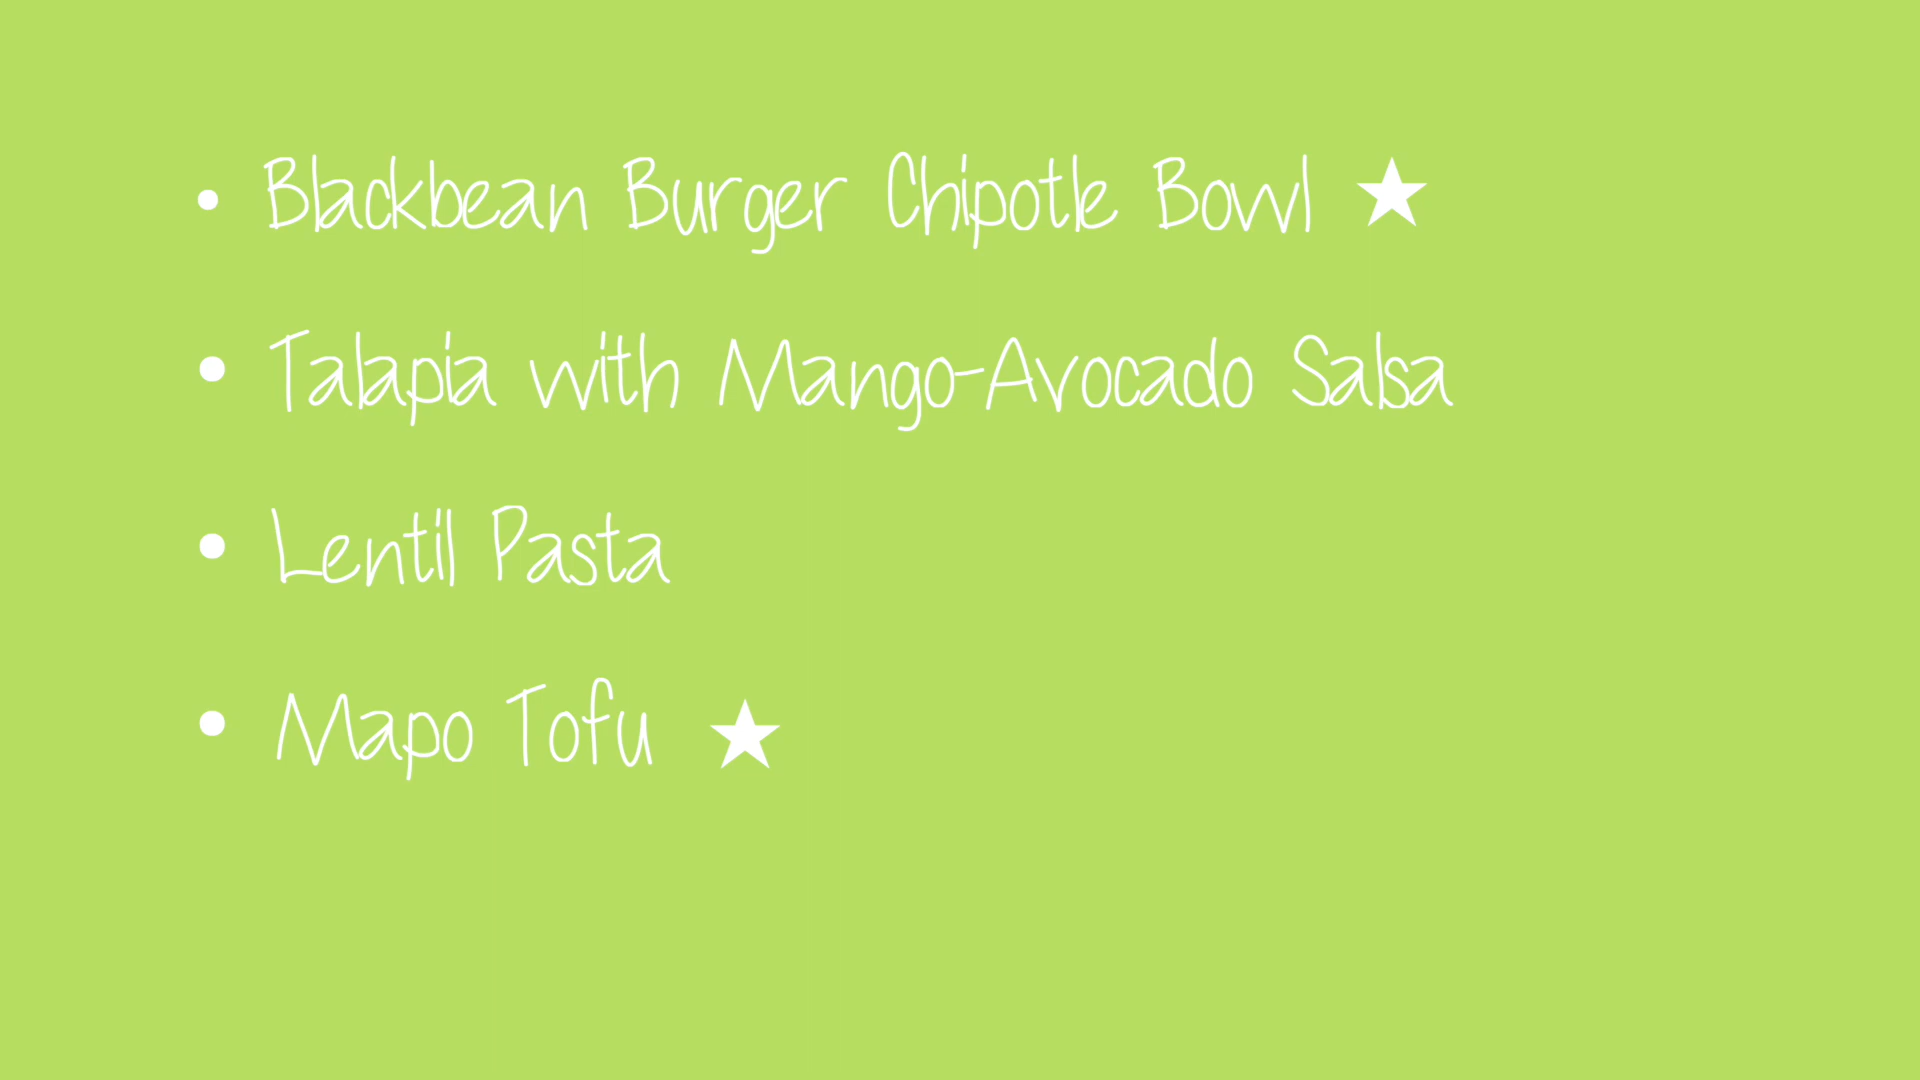 • Blackbean Burger Chipotle Bowl ★
• Talapia with Mango-Avocado Salsa
• Lentil Pasta
• Mapo Tofu ★